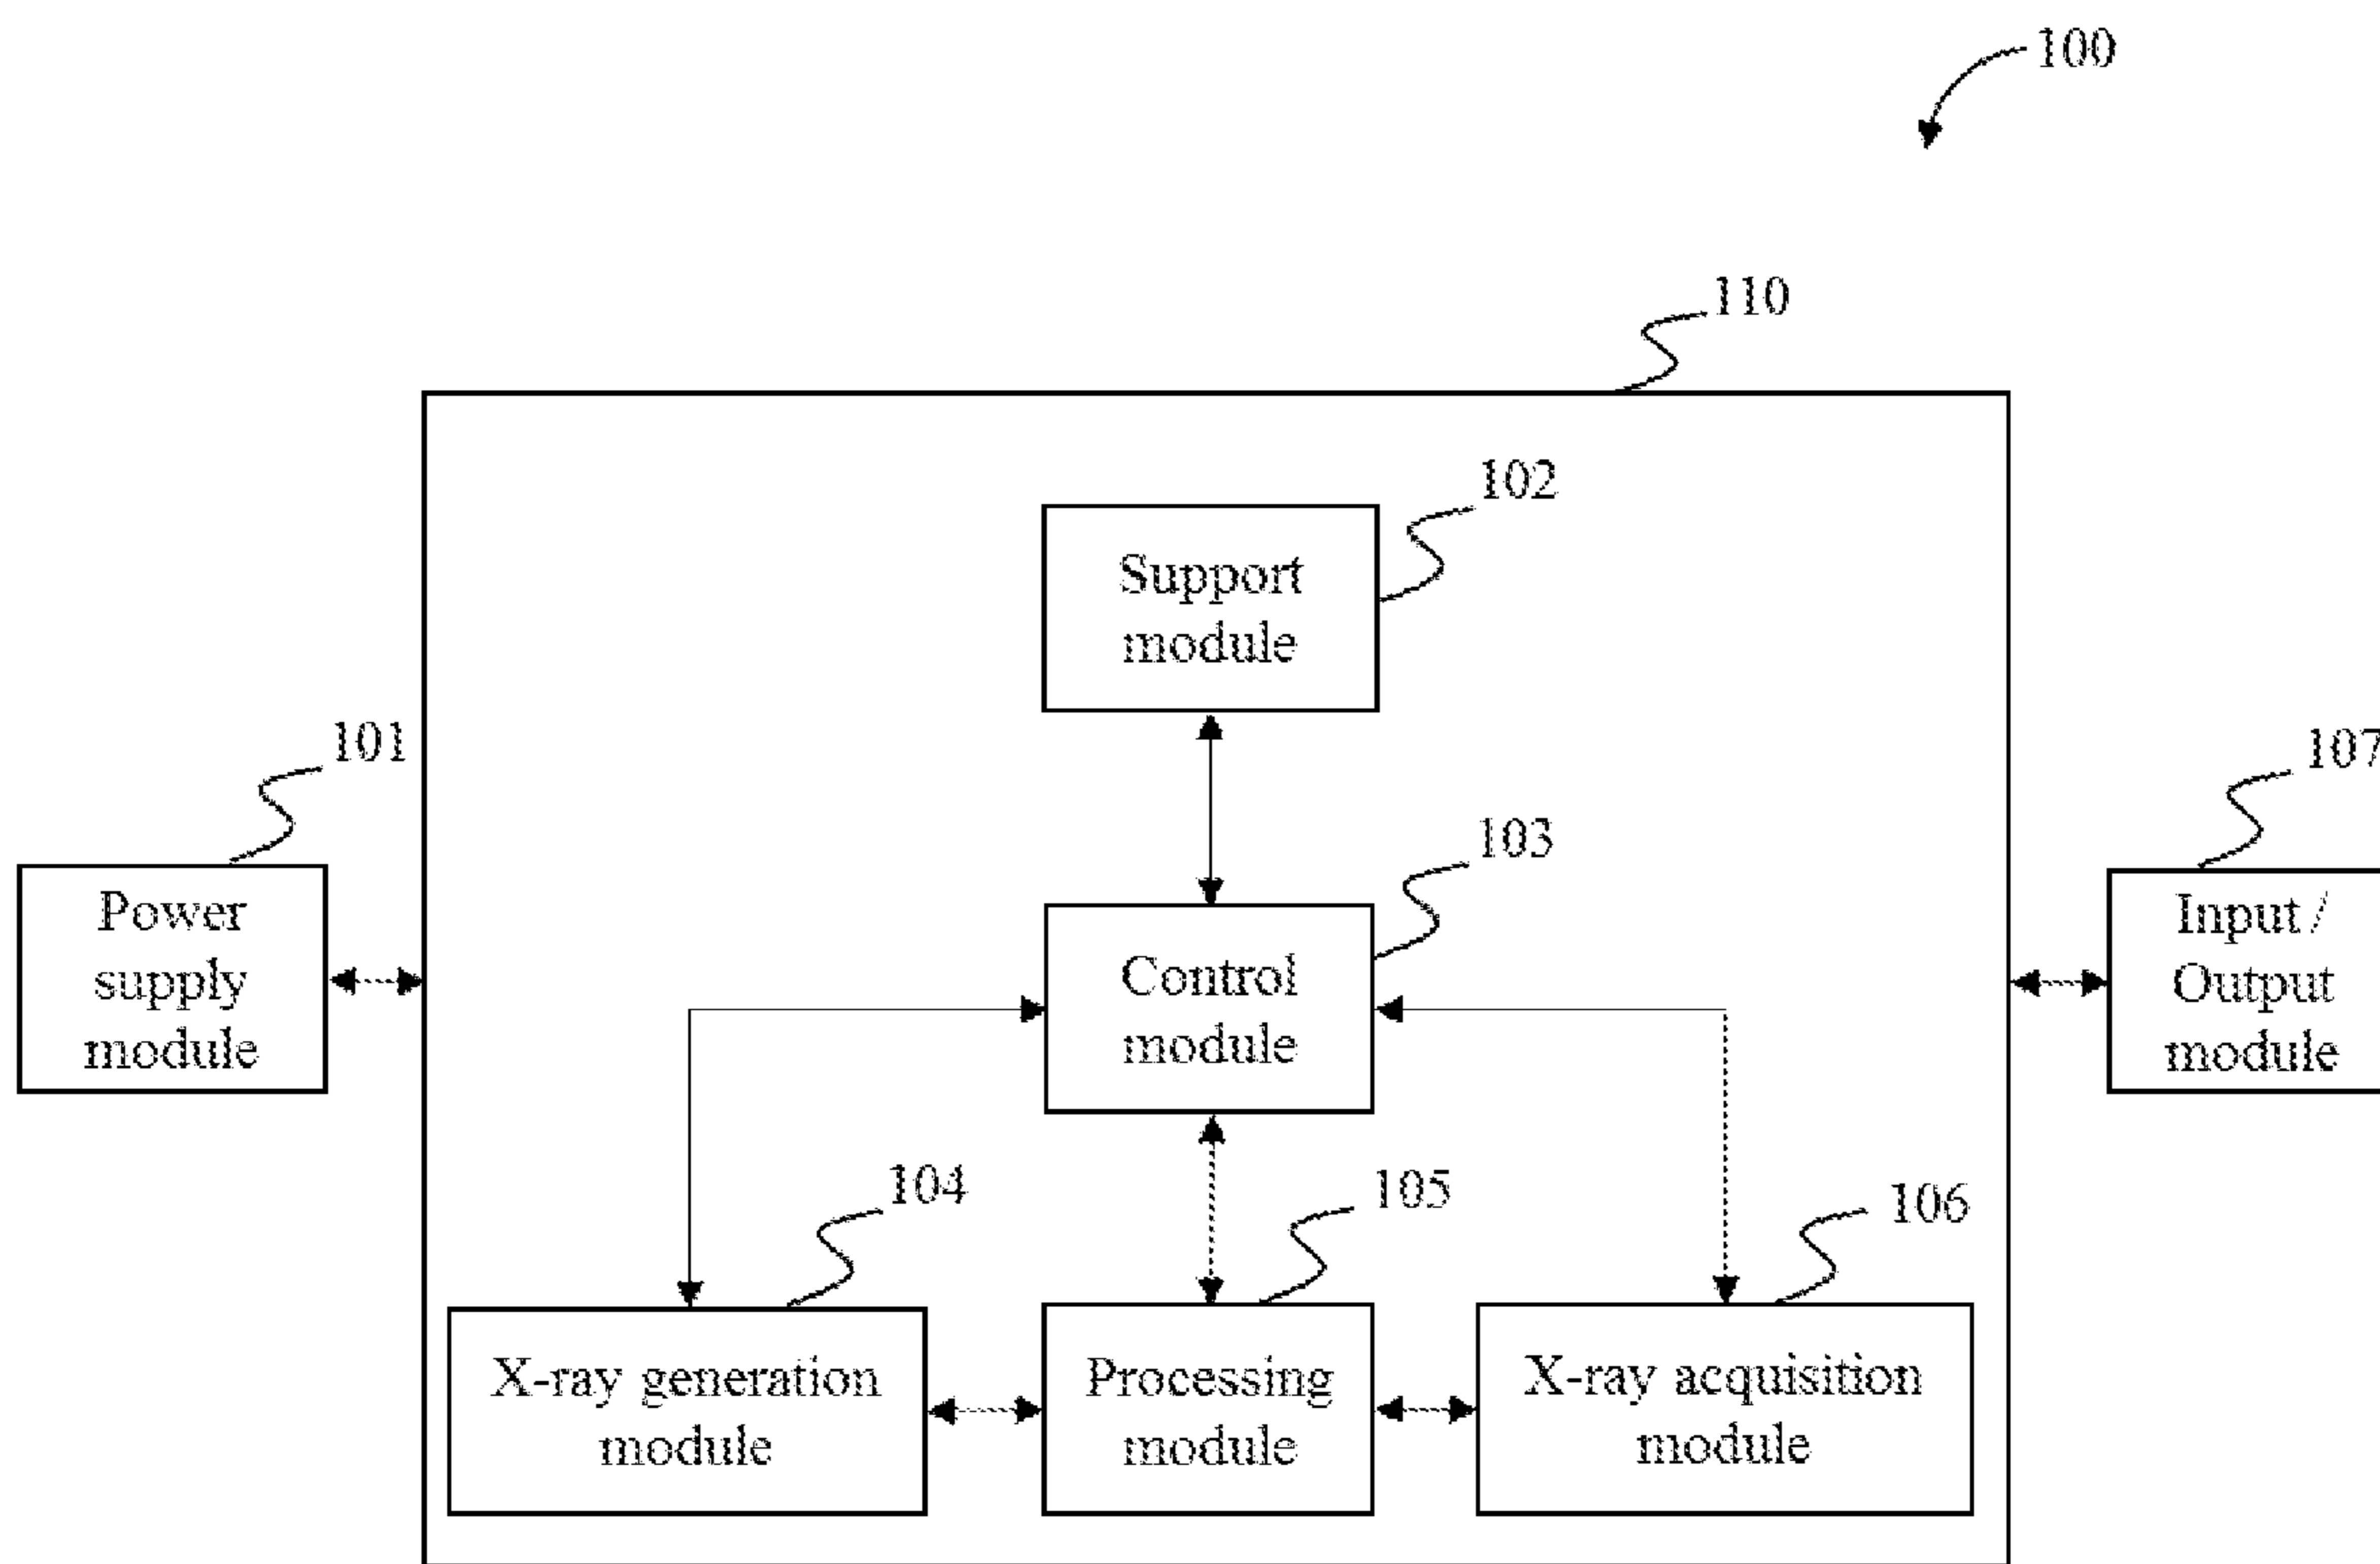 100
110
102
Support
module
101
107
103
Power
supply
module
Control
module
Input /
Output
module
104
105
106
X-ray generation
module
Processing
module
X-ray acquisition
module